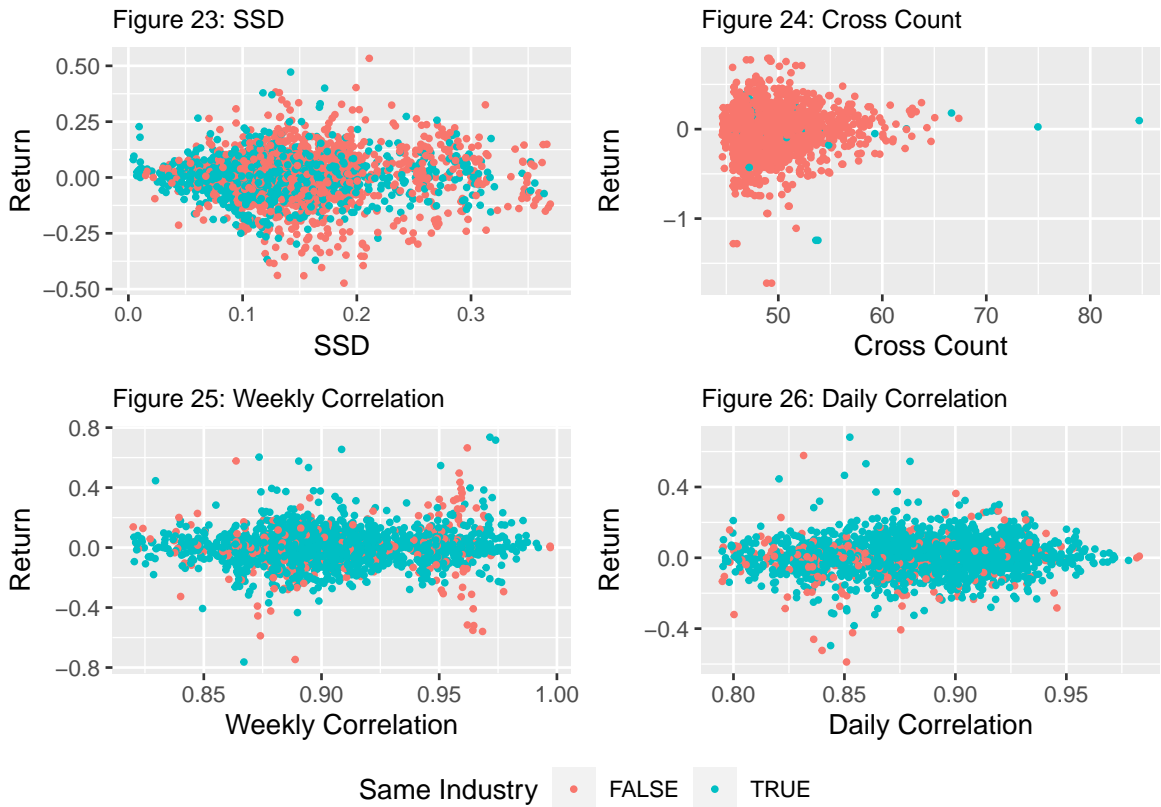 Figure 23: SSD
Return
0.50
0.25
0.00
−0.25
−0.50
0.0 0.1 0.2 0.3
SSD
Figure 24: Cross Count
Return
0
−1
50 60 70 80
Cross Count
Figure 25: Weekly Correlation
Return
0.8
0.4
0.0
−0.4
−0.8
0.85 0.90 0.95 1.00
Weekly Correlation
Figure 26: Daily Correlation
Return
0.4
0.0
−0.4
0.80 0.85 0.90 0.95
Daily Correlation
Same Industry FALSE TRUE